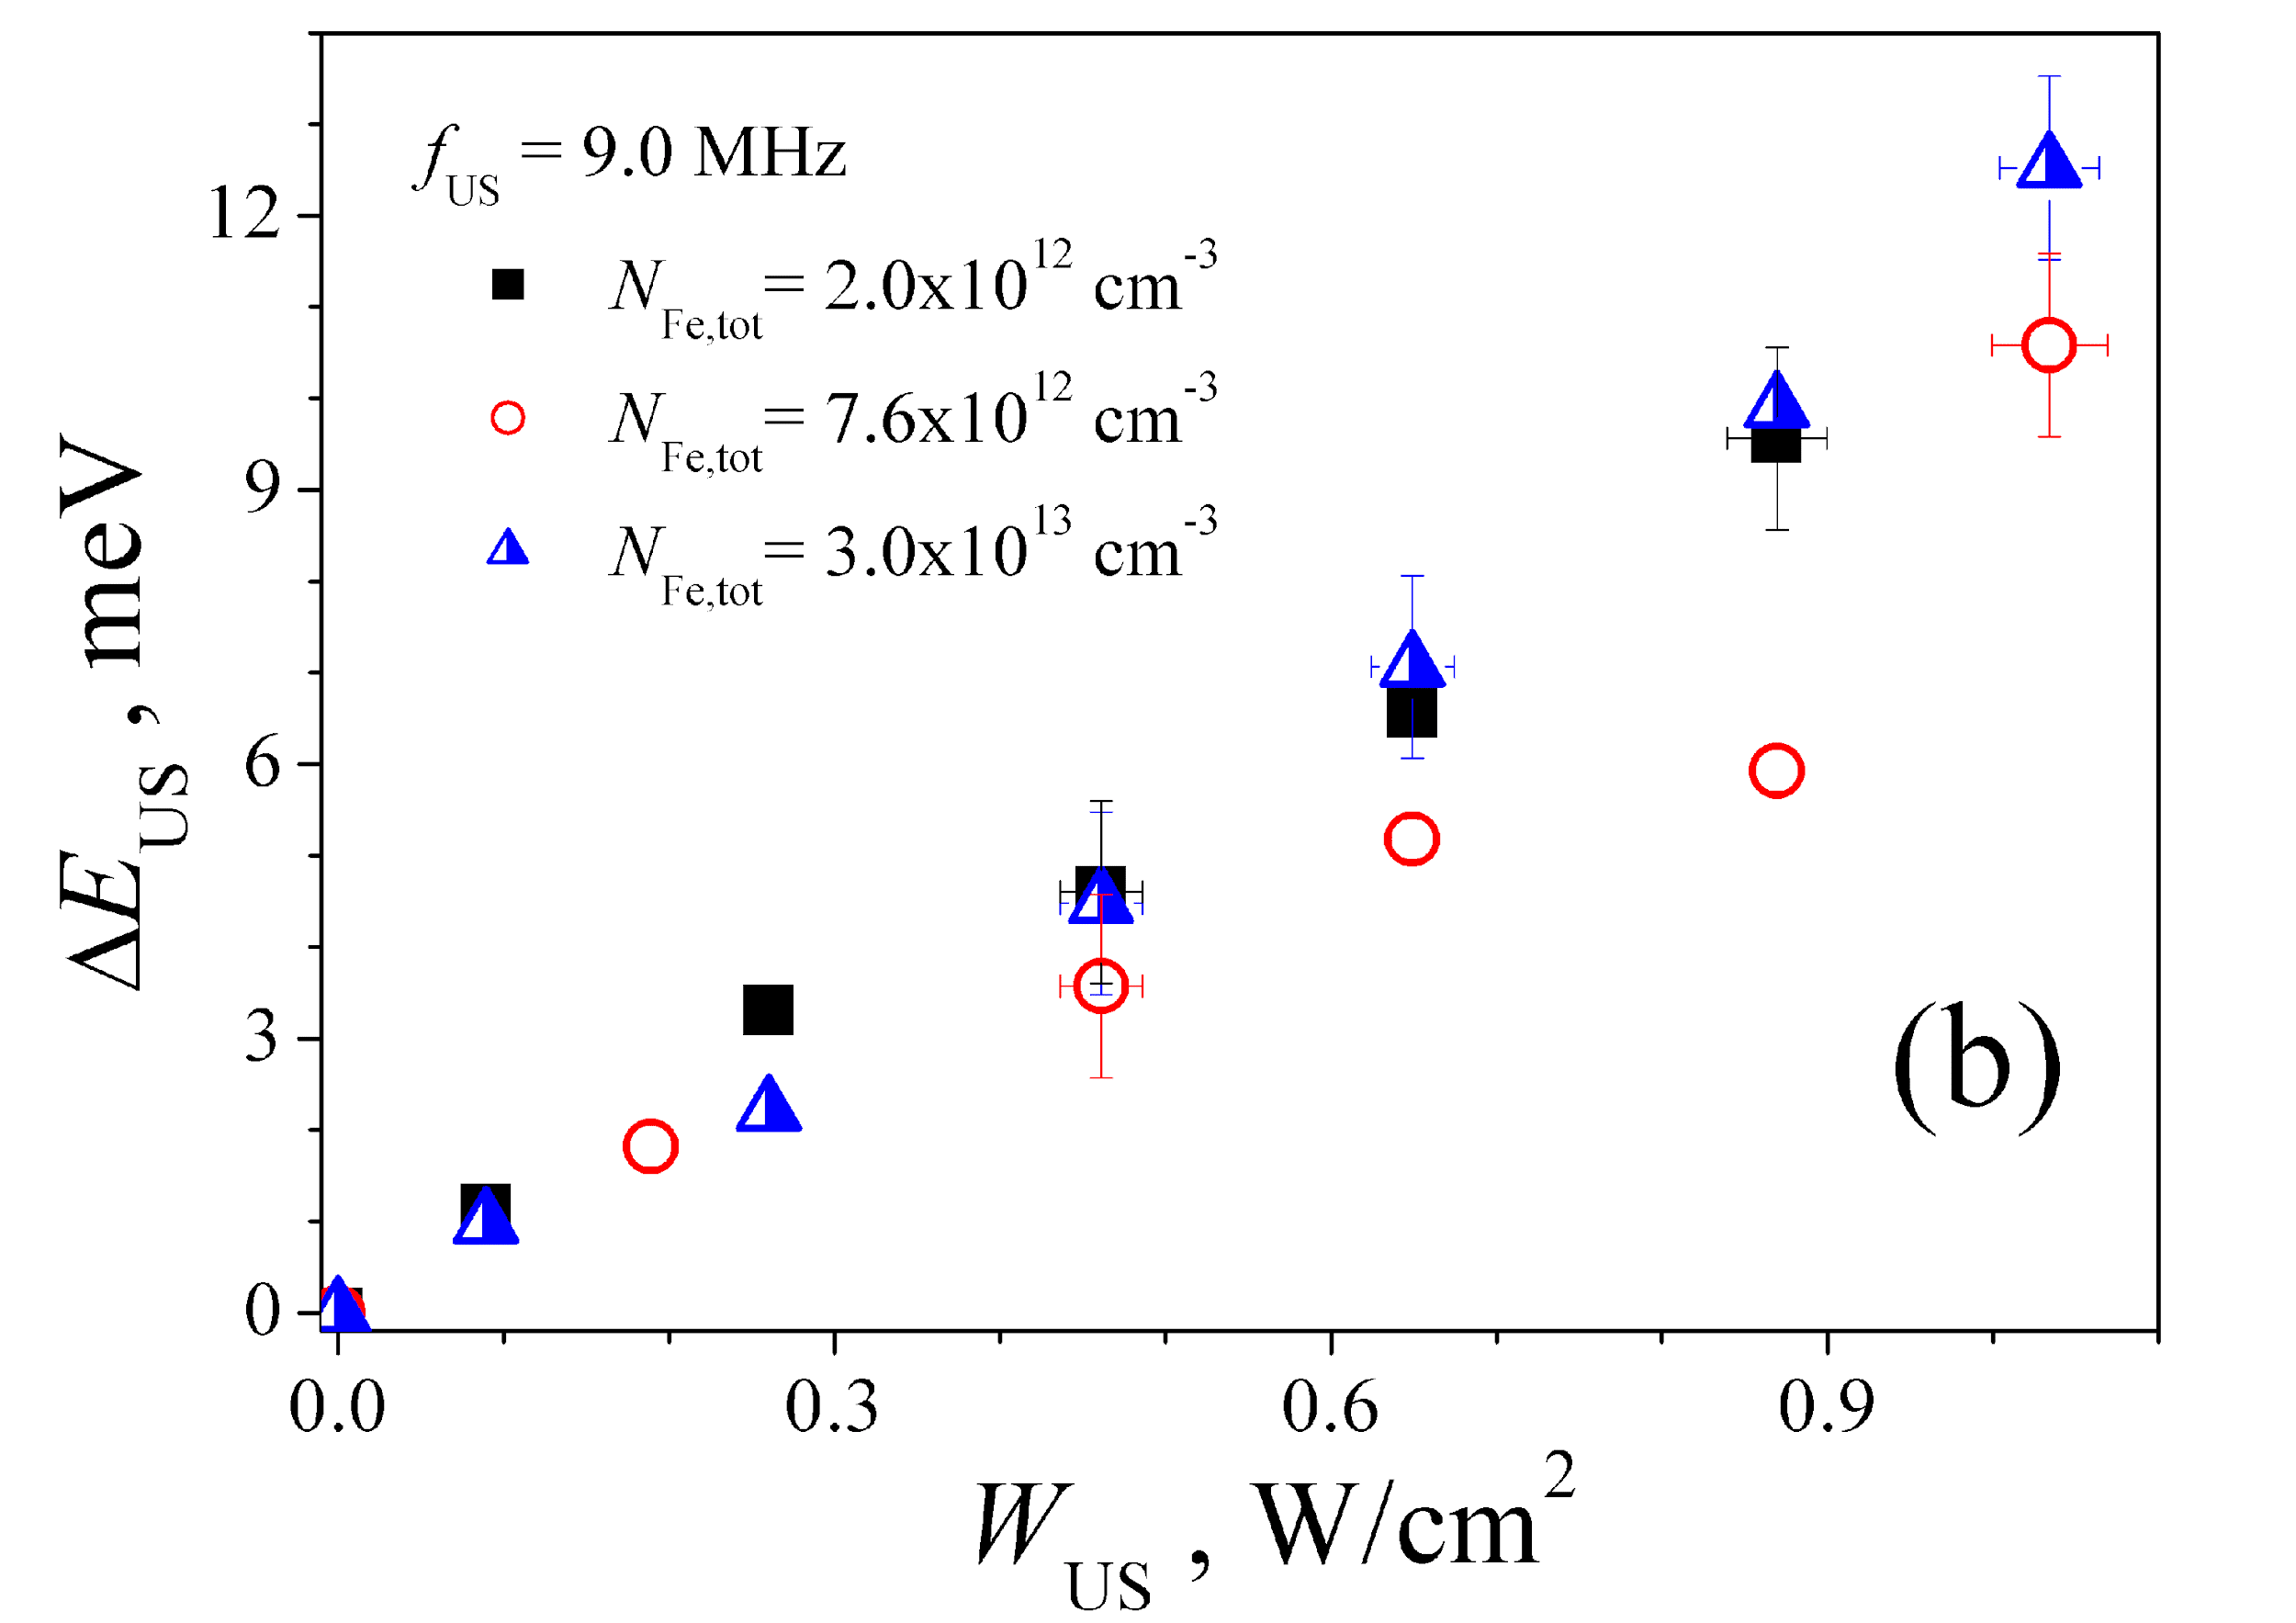 f_US = 9.0 MHz
N_Fe,tot = 2.0x10^12 cm^-3
N_Fe,tot = 7.6x10^12 cm^-3
N_Fe,tot = 3.0x10^13 cm^-3
12
9
6
3
0
ΔE_US , meV
(b)
0.0 0.3 0.6 0.9
W_US , W/cm^2